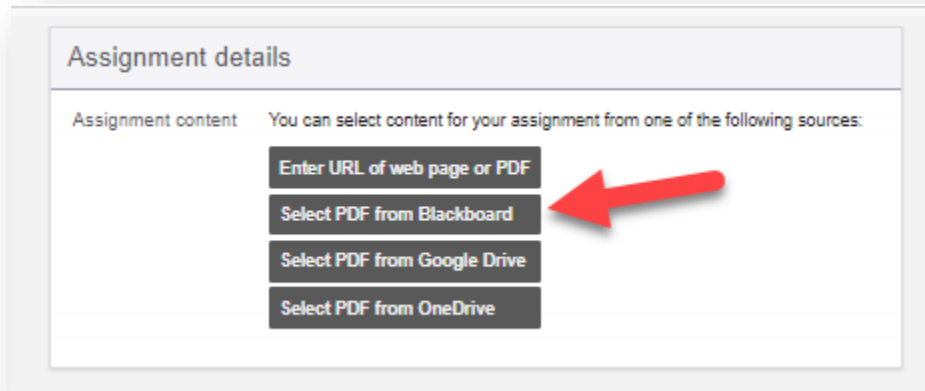 Assignment details
Assignment content You can select content for your assignment from one of the following sources:
Enter URL of web page or PDF
Select PDF from Blackboard
Select PDF from Google Drive
Select PDF from OneDrive